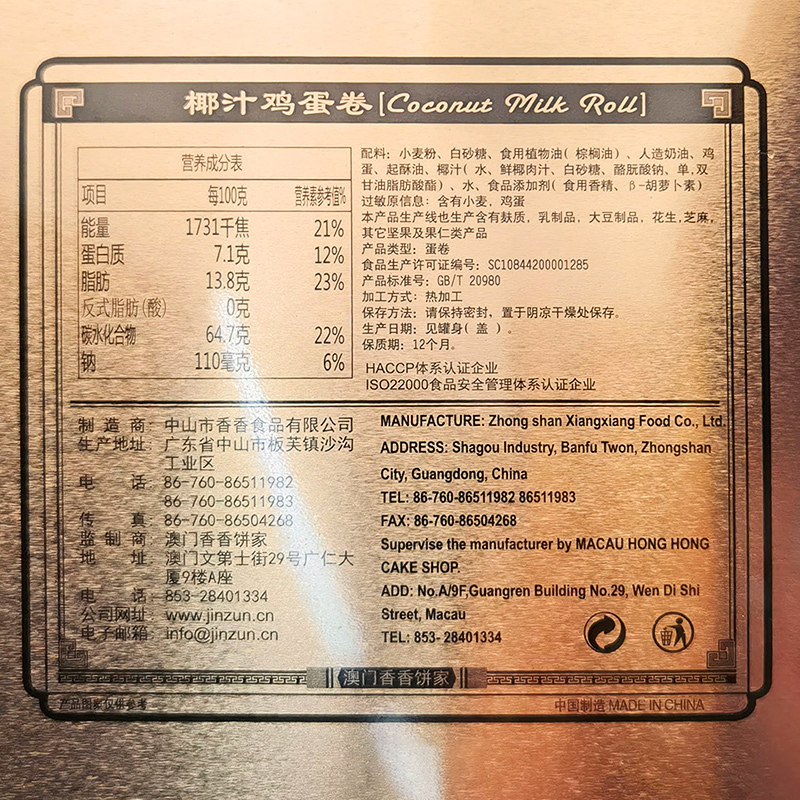 椰汁鸡蛋卷[Coconut Milk Roll]
营养成分表
项目 每100克 营养素参考值%
能量 1731千焦 21%
蛋白质 7.1克 12%
脂肪 13.8克 23%
反式脂肪(酸) 0克
碳水化合物 64.7克 22%
钠 110毫克 6%
配料：小麦粉、白砂糖、食用植物油(棕榈油)、人造奶油、鸡
蛋、起酥油、椰汁(水、鲜椰肉汁、白砂糖、酪朊酸钠、单,双
甘油脂肪酸酯)、水、食品添加剂(食用香精、β-胡萝卜素)
过敏原信息：含有小麦，鸡蛋
本产品生产线也生产含有麸质，乳制品，大豆制品，花生,芝麻，
其它坚果及果仁类产品
产品类型：蛋卷
食品生产许可证编号：SC10844200001285
产品标准号：GB/T 20980
加工方式：热加工
保存方法：请保持密封，置于阴凉干燥处保存。
生产日期：见罐身(盖)。
保质期：12个月。
HACCP体系认证企业
ISO22000食品安全管理体系认证企业
制造商：中山市香香食品有限公司
生产地址：广东省中山市板芙镇沙沟
工业区
电话：86-760-86511982
86-760-86511983
传真：86-760-86504268
监制商：澳门香香饼家
地址：澳门文第士街29号广仁大
厦9楼A座
电话：853-28401334
公司网址：www.jinzun.cn
电子邮箱：info@jinzun.cn
MANUFACTURE: Zhong shan Xiangxiang Food Co., Ltd.
ADDRESS: Shagou Industry, Banfu Twon, Zhongshan
City, Guangdong, China
TEL: 86-760-86511982 86511983
FAX: 86-760-86504268
Supervise the manufacturer by MACAU HONG HONG
CAKE SHOP.
ADD: No.A/9F,Guangren Building No.29, Wen Di Shi
Street, Macau
TEL: 853- 28401334
澳门香香饼家
产品图案仅供参考
中国制造 MADE IN CHINA